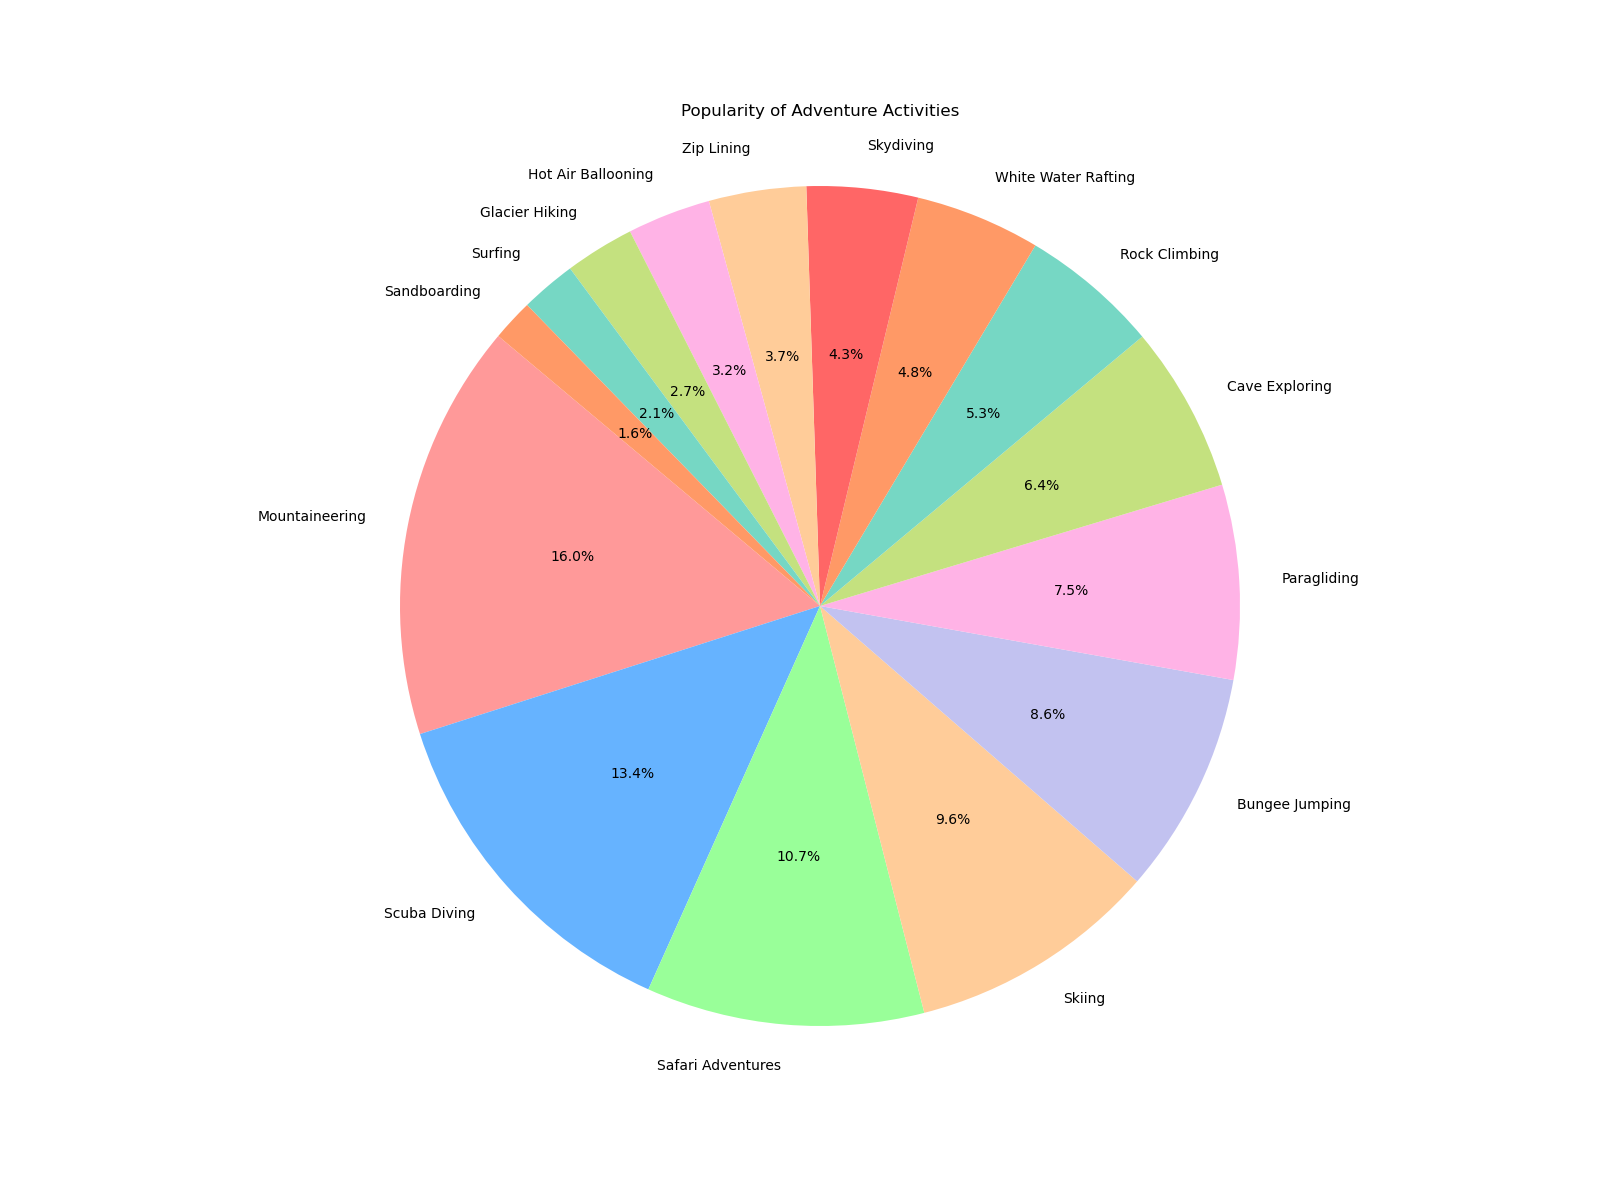 Popularity of Adventure Activities
Skydiving
Zip Lining
Hot Air Ballooning
White Water Rafting
Glacier Hiking
Surfing
Rock Climbing
Sandboarding
4.3%
3.7%
3.2%
4.8%
Cave Exploring
2.7%
2.1%
5.3%
1.6%
6.4%
Mountaineering
16.0%
Paragliding
7.5%
8.6%
13.4%
Bungee Jumping
9.6%
10.7%
Scuba Diving
Skiing
Safari Adventures